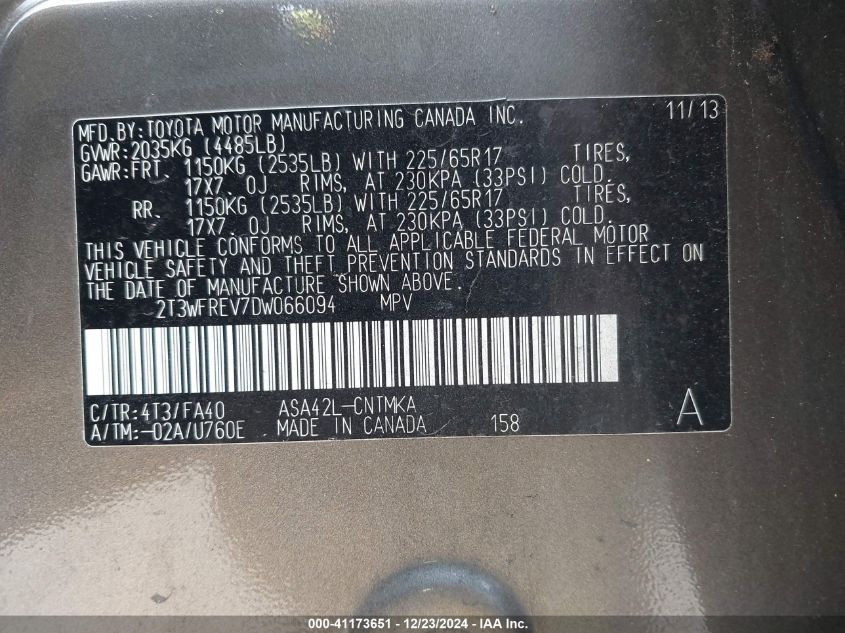 MFD.BY:TOYOTA MOTOR MANUFACTURING CANADA INC. 11/13
GVWR:2035KG (4485LB)
GAWR:FRT. 1150KG (2535LB) WITH 225/65R17 TIRES,
17X7.0J RIMS, AT 230KPA (33PSI) COLD.
RR. 1150KG (2535LB) WITH 225/65R17 TIRES,
17X7.0J RIMS, AT 230KPA (33PSI) COLD.
THIS VEHICLE CONFORMS TO ALL APPLICABLE FEDERAL MOTOR
VEHICLE SAFETY AND THEFT PREVENTION STANDARDS IN EFFECT ON
THE DATE OF MANUFACTURE SHOWN ABOVE.
2T3WFREV7DW066094 MPV
C/TR:4T3/FA40 ASA42L-CNTMKA
A/TM:-02A/U760E MADE IN CANADA 158 A
000-41173651 - 12/23/2024 - IAA Inc.